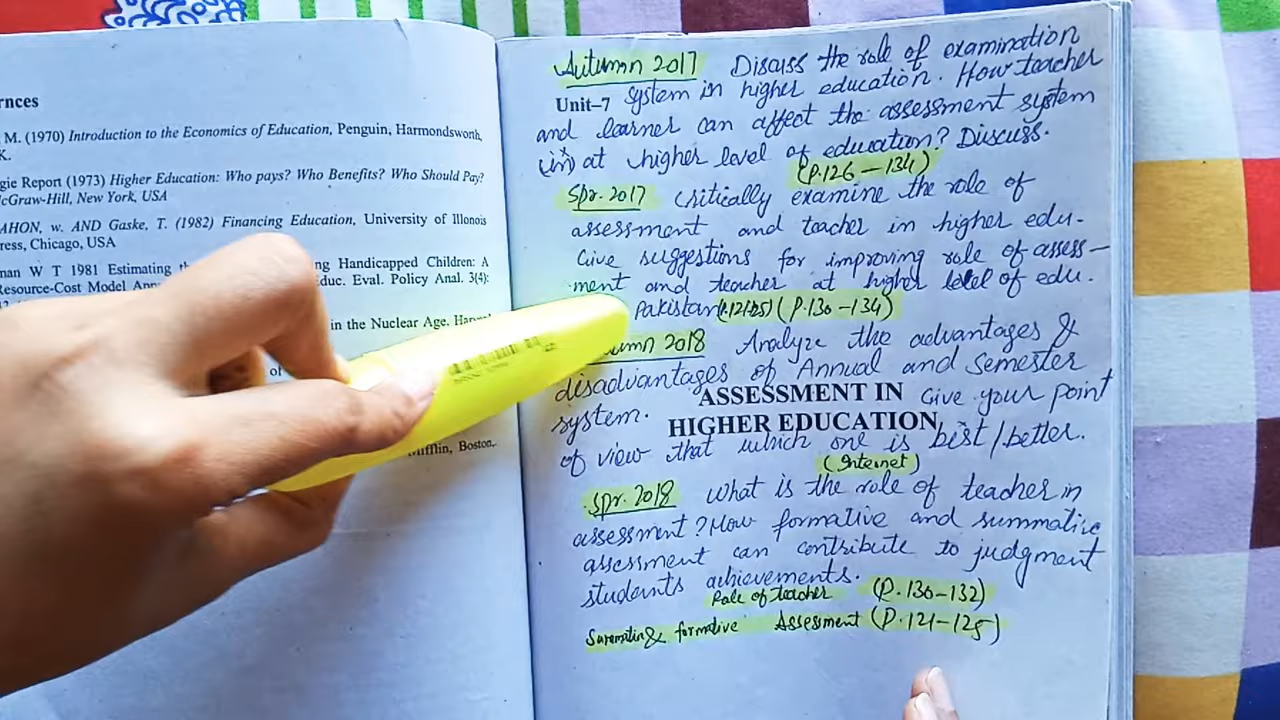 rnces
M. (1970) Introduction to the Economics of Education, Penguin, Harmondsworth,
K.
gie Report (1973) Higher Education: Who pays? Who Benefits? Who Should Pay?
cGraw-Hill, New York, USA
AHON, w. AND Gaske, T. (1982) Financing Education, University of Illonois
ress, Chicago, USA
nan W T 1981 Estimating th ng Handicapped Children: A
Resource-Cost Model App duc. Eval. Policy Anal. 3(4):
in the Nuclear Age, Har
of
ifflin, Boston,
Autumn 2017 Discuss the role of examination
Unit–7 system in higher education. How teacher
and learner can affect the assessment system
(in) at higher level of education? Discuss.
(P.126–134)
Spr. 2017 critically examine the role of
assessment and teacher in higher edu-
Give suggestions for improving role of assess–
ment and teacher at higher level of edu.
Pakistan (P.121-125) (P.130–134)
umn 2018 Analyze the advantages &
disadvantages of Annual and Semester
system. ASSESSMENT IN Give your point
HIGHER EDUCATION
of view that which one is best/better.
(Internet)
Spr. 2018 What is the role of teacher in
assessment? How formative and summative
assessment can contribute to judgment
students achievements.
Role of teacher (P.130–132)
Summative & formative Assessment (P.121–125)